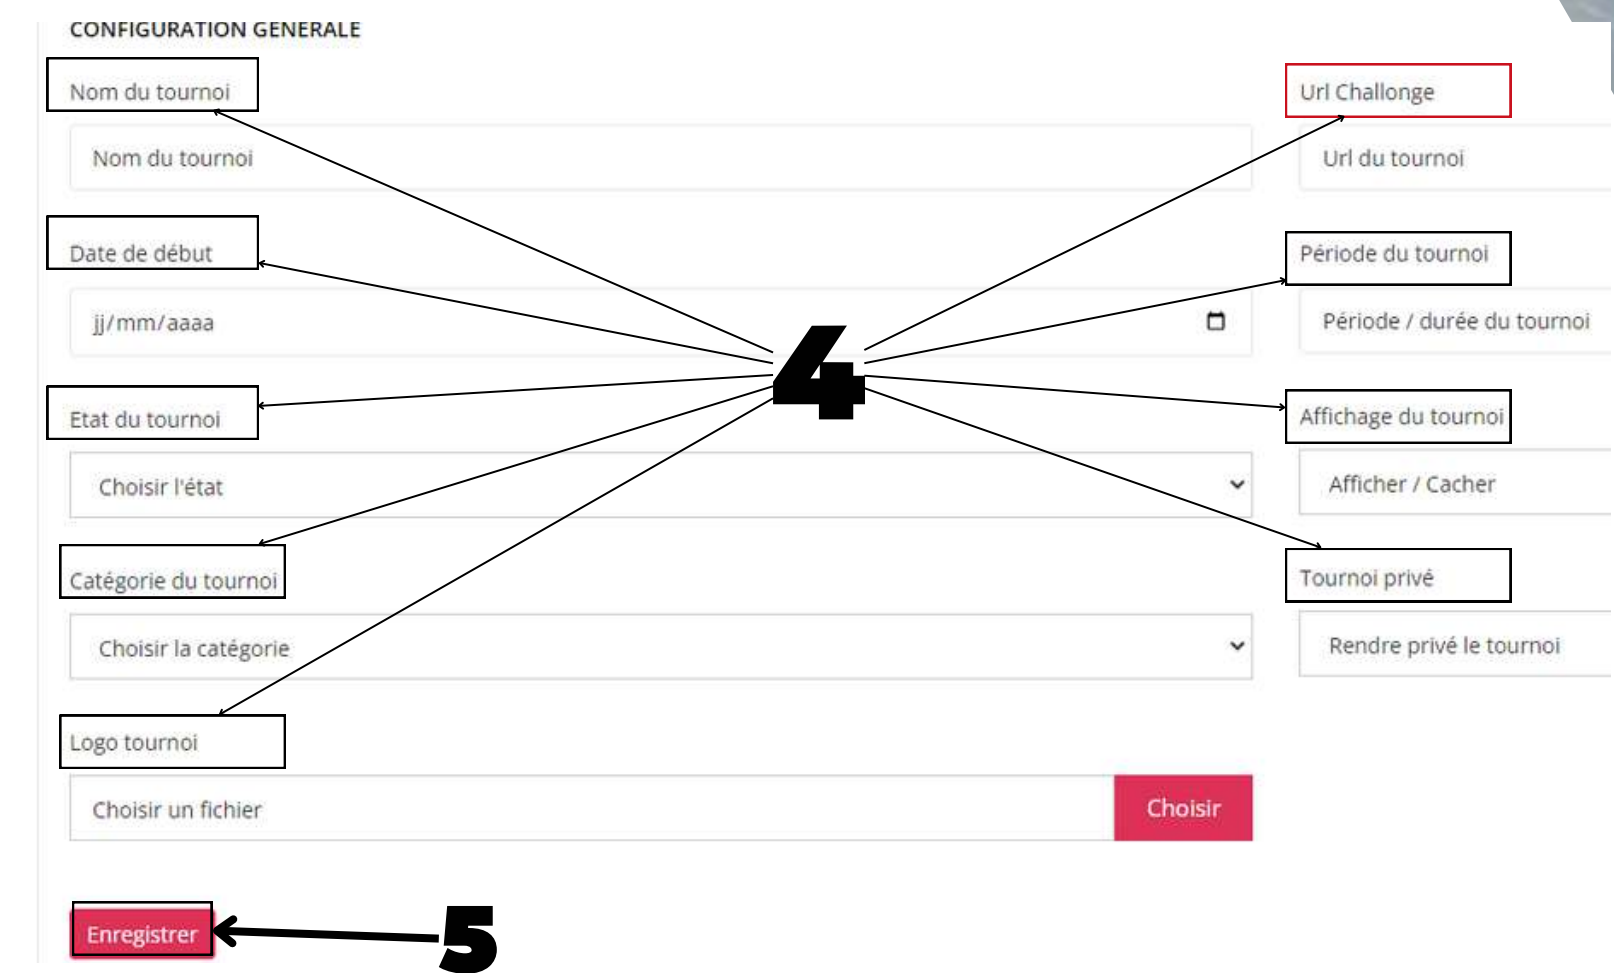 CONFIGURATION GENERALE
Nom du tournoi
Url Challonge
Nom du tournoi
Url du tournoi
Date de début
Période du tournoi
jj/mm/aaaa
Période / durée du tournoi
4
Etat du tournoi
Affichage du tournoi
Choisir l'état
Afficher / Cacher
Catégorie du tournoi
Tournoi privé
Choisir la catégorie
Rendre privé le tournoi
Logo tournoi
Choisir un fichier
Choisir
Enregistrer
5